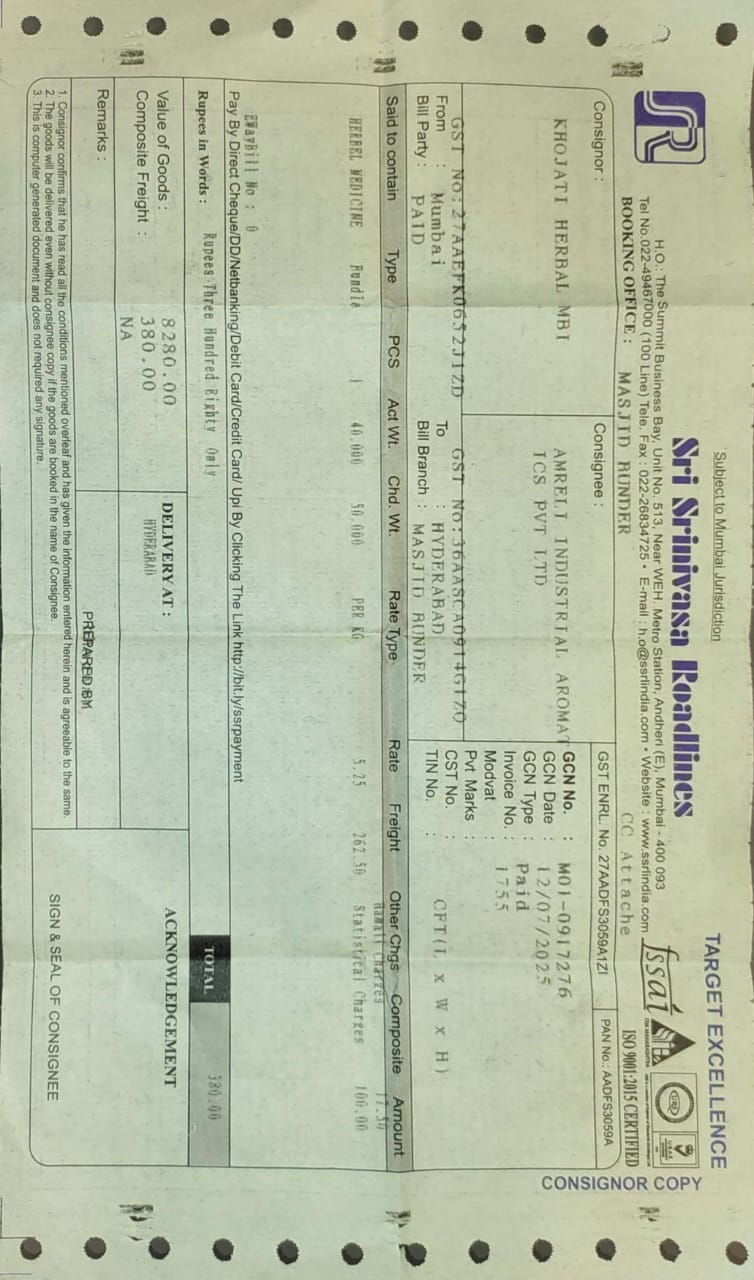 Subject to Mumbai Jurisdiction
TARGET EXCELLENCE
Sri Srinivasa Roadlines
H.O.: The Summit Business Bay, Unit No. 513, Near WEH. Metro Station, Andheri (E), Mumbai - 400 093
Tel No.022-49467000 (100 Line) Tele. Fax : 022-26834725 • E-mail : h.o@ssrlindia.com • Website : www.ssrlindia.com
fssai
ISO 9001:2015 CERTIFIED
BOOKING OFFICE : MASJID BUNDER CC Attache
CONSIGNOR COPY
Consignor :
KHOJATI HERBAL MBI
GST No:27AAEFK0652J1ZD
Consignee :
AMRELI INDUSTRIAL AROMAT
ICS PVT LTD
GST No:36AASCA0914G1ZO
GST ENRL. No. 27AADFS3059A1ZI
PAN No.: AADFS3059A
GCN No. : M01-0917276
GCN Date : 12/07/2025
GCN Type : Paid
Invoice No. : 1755
Modvat :
Pvt Marks :
CST No. :
TIN No. :
CFT(L x W x H)
From : Mumbai
To : HYDERABAD
Bill Party : PAID
Bill Branch : MASJID BUNDER
Said to contain Type PCS Act Wt. Chd. Wt. Rate Type Rate Freight Other Chgs Composite Amount
Hamali Charges 17.50
HERBEL MEDICINE Bundle 1 40.000 50.000 PER KG 5.25 262.50 Statistical Charges 100.00
EWayBill No : 0
Pay By Direct Cheque/DD/Netbanking/Debit Card/Credit Card/ Upi By Clicking The Link http://bit.ly/ssrpayment
Rupees in Words : Rupees Three Hundred Eighty Only
TOTAL 380.00
Value of Goods : 8280.00
Composite Freight : 380.00
NA
DELIVERY AT :
HYDERABAD
ACKNOWLEDGEMENT
Remarks :
PREPARED BY
SIGN & SEAL OF CONSIGNEE
1. Consignor confirms that he has read all the conditions mentioned overleaf and has given the information entered herein and is agreeable to the same.
2. The goods will be delivered even without consignee copy if the goods are booked in the name of Consignee.
3. This is computer generated document and does not required any signature.